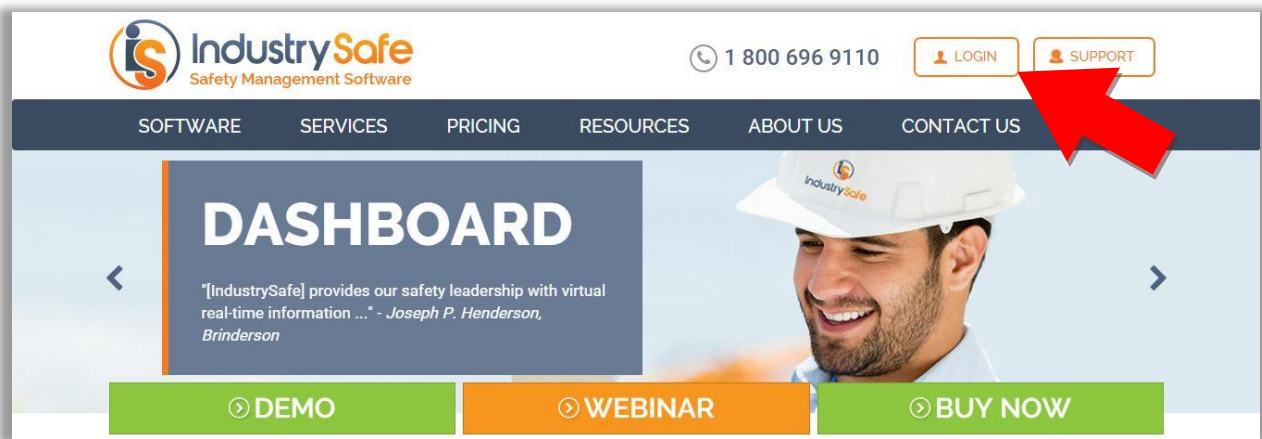 IndustrySafe
Safety Management Software
1 800 696 9110
LOGIN
SUPPORT
SOFTWARE SERVICES PRICING RESOURCES ABOUT US CONTACT US
IndustrySafe
DASHBOARD
"[IndustrySafe] provides our safety leadership with virtual
real-time information ..." - Joseph P. Henderson,
Brinderson
DEMO
WEBINAR
BUY NOW